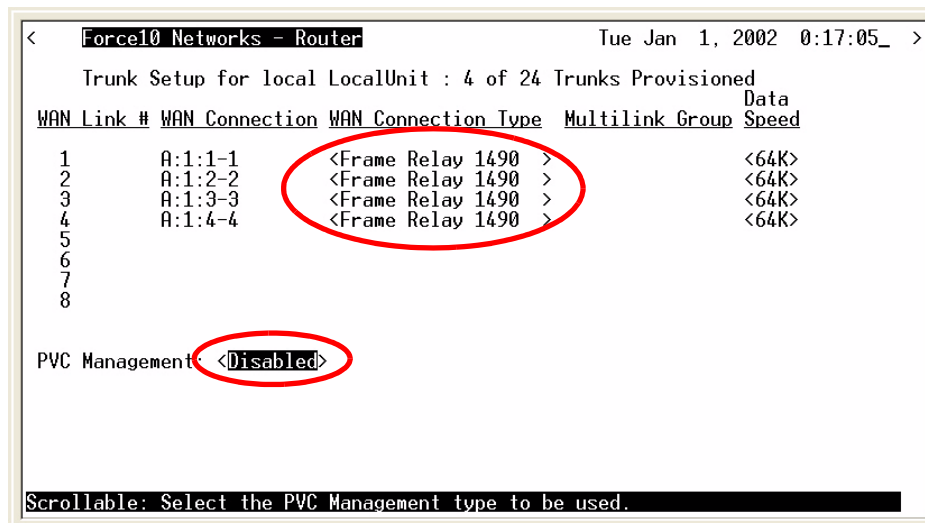 < Force10 Networks - Router Tue Jan 1, 2002 0:17:05_ >
Trunk Setup for local LocalUnit : 4 of 24 Trunks Provisioned
Data
WAN Link # WAN Connection WAN Connection Type Multilink Group Speed
1 A:1:1-1 <Frame Relay 1490 > <64K>
2 A:1:2-2 <Frame Relay 1490 > <64K>
3 A:1:3-3 <Frame Relay 1490 > <64K>
4 A:1:4-4 <Frame Relay 1490 > <64K>
5
6
7
8
PVC Management: <Disabled>
Scrollable: Select the PVC Management type to be used.